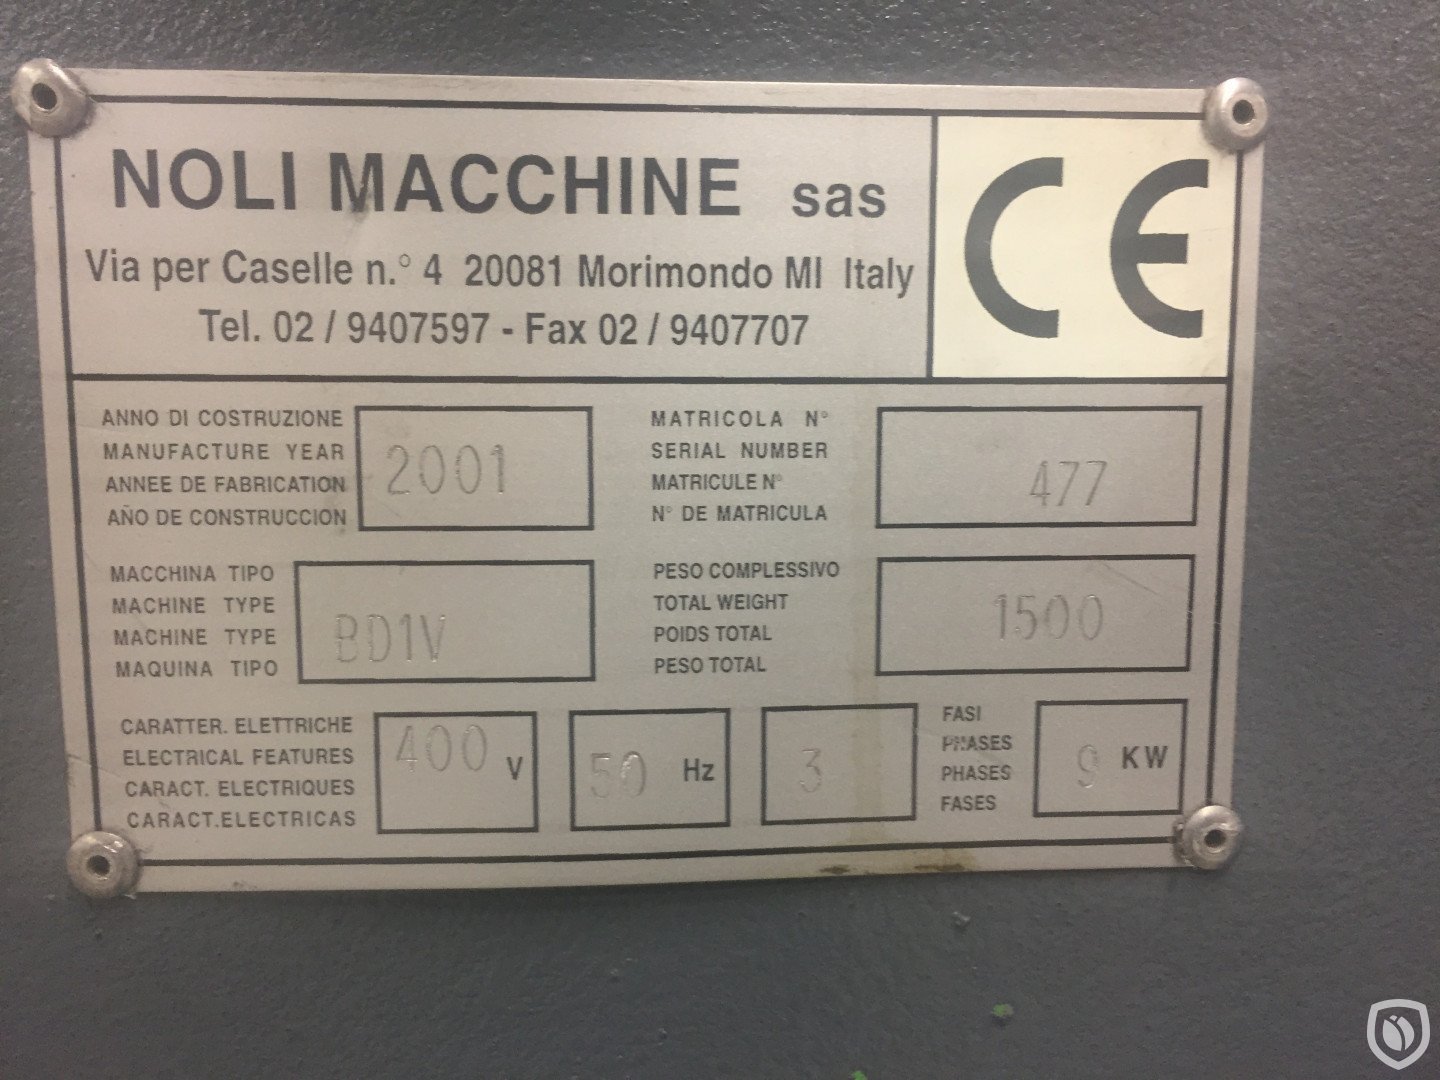 NOLI MACCHINE sas
Via per Caselle n.° 4 20081 Morimondo MI Italy
Tel. 02 / 9407597 - Fax 02 / 9407707
CE
ANNO DI COSTRUZIONE
MANUFACTURE YEAR
ANNEE DE FABRICATION
AÑO DE CONSTRUCCION
2001
MATRICOLA N°
SERIAL NUMBER
MATRICULE N°
N° DE MATRICULA
477
MACCHINA TIPO
MACHINE TYPE
MACHINE TYPE
MAQUINA TIPO
BD1V
PESO COMPLESSIVO
TOTAL WEIGHT
POIDS TOTAL
PESO TOTAL
1500
CARATTER. ELETTRICHE
ELECTRICAL FEATURES
CARACT. ELECTRIQUES
CARACT.ELECTRICAS
400 V
50 Hz
3
FASI
PHASES
PHASES
FASES
9 KW